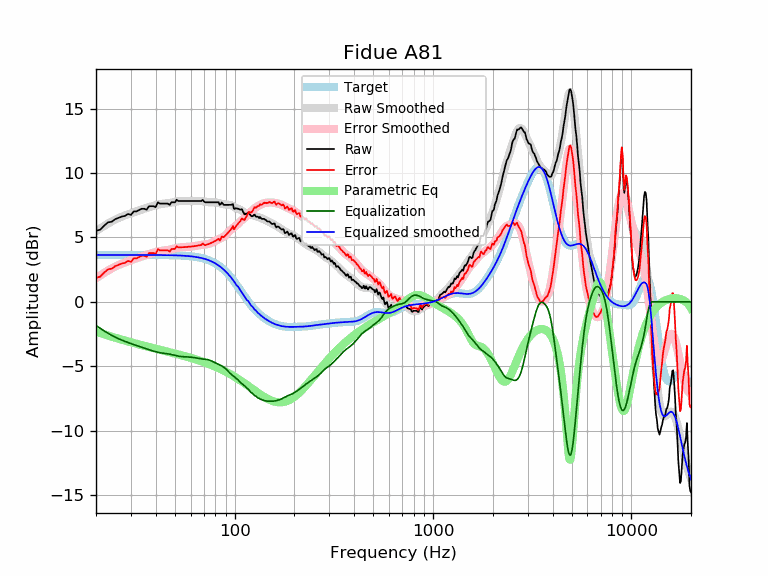 Fidue A81
Target
Raw Smoothed
Error Smoothed
Raw
Error
Parametric Eq
Equalization
Equalized smoothed
15
10
5
0
−5
−10
−15
Amplitude (dBr)
100
1000
10000
Frequency (Hz)